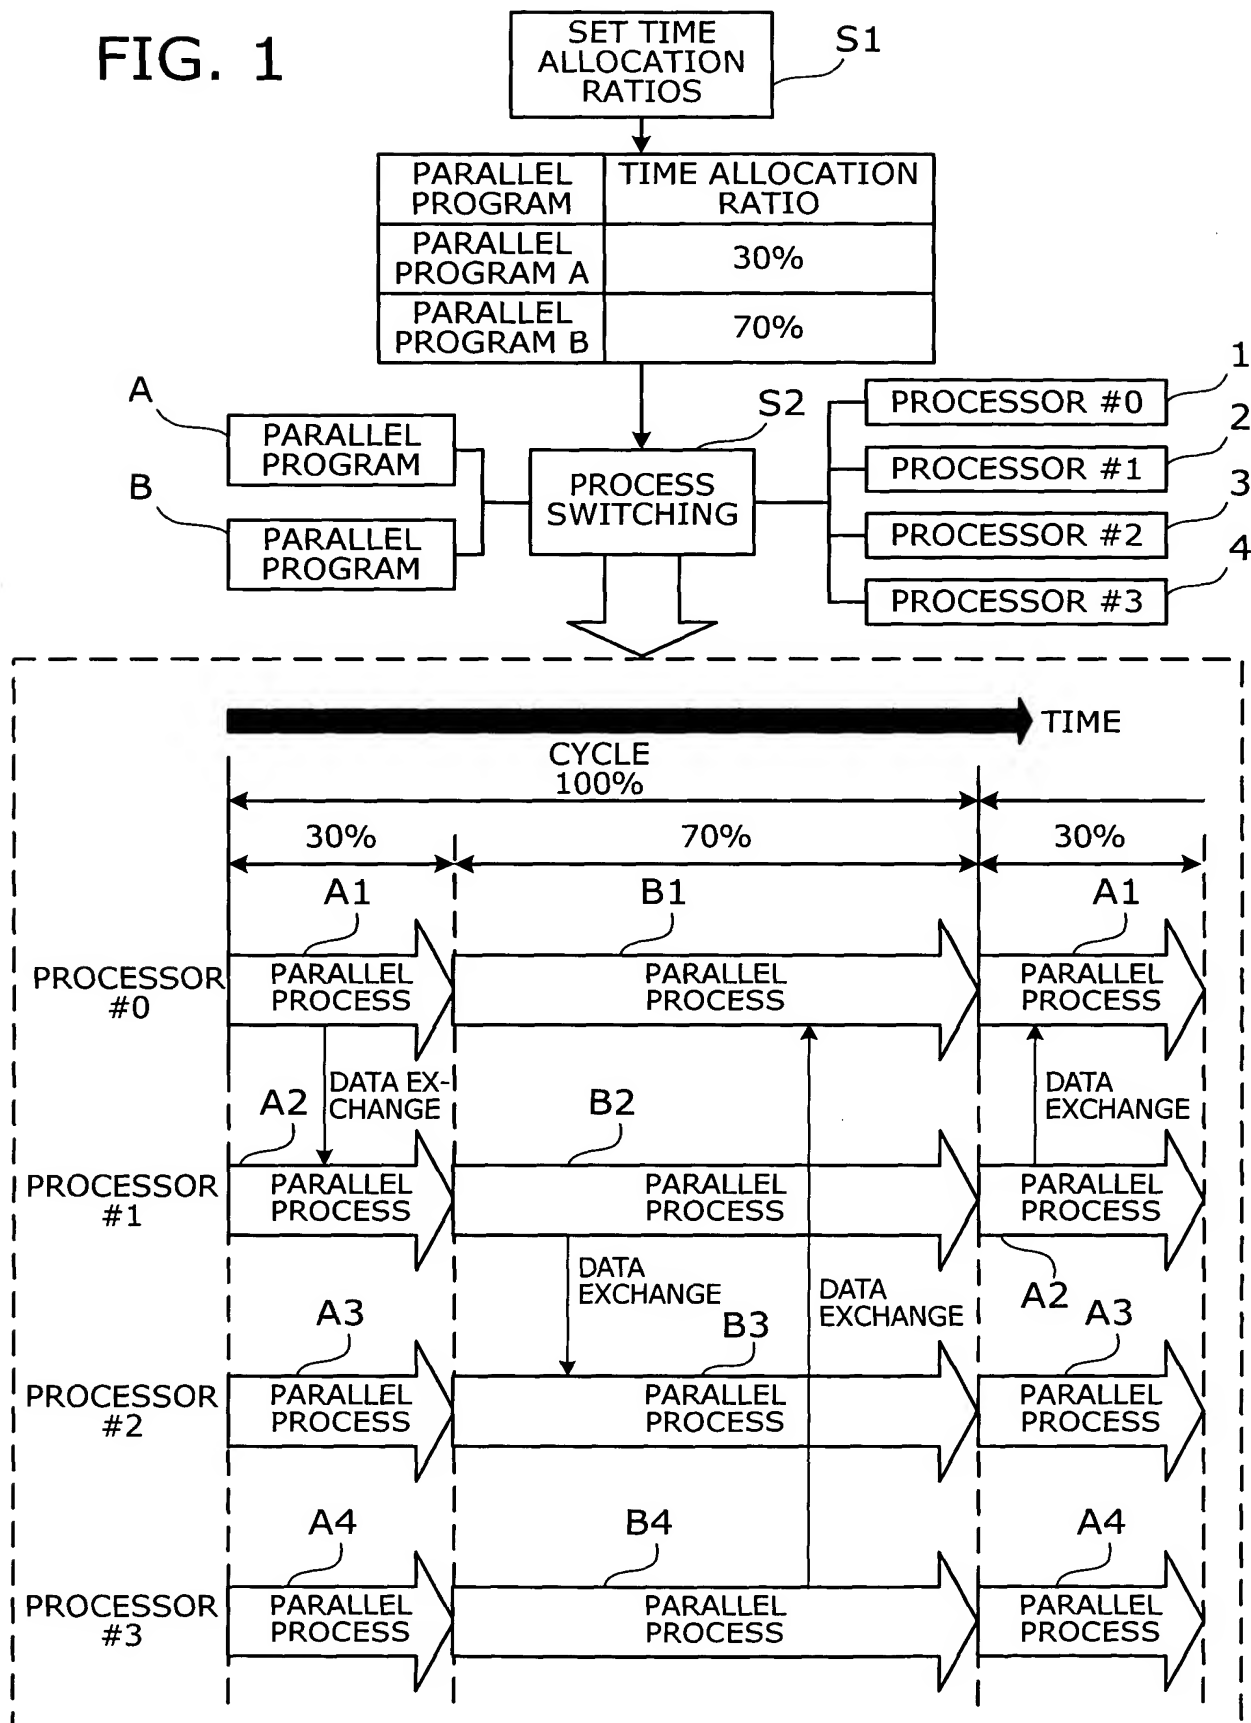 FIG. 1
SET TIME
ALLOCATION
RATIOS
S1
PARALLEL
PROGRAM
TIME ALLOCATION
RATIO
PARALLEL
PROGRAM A
30%
PARALLEL
PROGRAM B
70%
A
PARALLEL
PROGRAM
B
PARALLEL
PROGRAM
S2
PROCESS
SWITCHING
1
PROCESSOR #0
2
PROCESSOR #1
3
PROCESSOR #2
4
PROCESSOR #3
TIME
CYCLE
100%
30%
70%
30%
A1
B1
A1
PROCESSOR
#0
PARALLEL
PROCESS
PARALLEL
PROCESS
PARALLEL
PROCESS
DATA EX-
CHANGE
DATA
EXCHANGE
A2
B2
PROCESSOR
#1
PARALLEL
PROCESS
PARALLEL
PROCESS
PARALLEL
PROCESS
A2
DATA
EXCHANGE
DATA
EXCHANGE
A3
B3
A3
PROCESSOR
#2
PARALLEL
PROCESS
PARALLEL
PROCESS
PARALLEL
PROCESS
A4
B4
A4
PROCESSOR
#3
PARALLEL
PROCESS
PARALLEL
PROCESS
PARALLEL
PROCESS